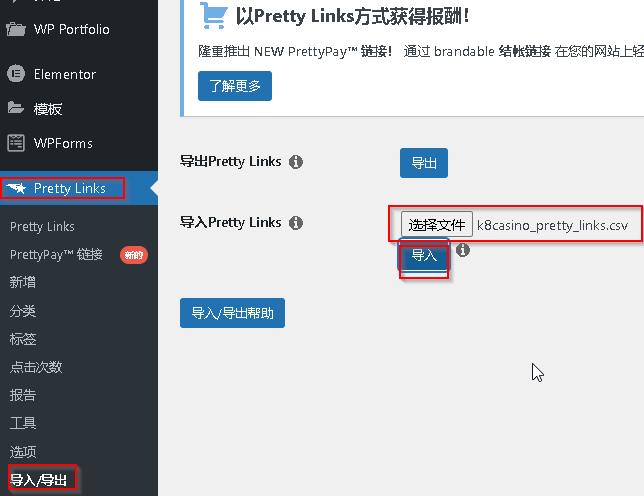 WP Portfolio
Elementor
模板
WPForms
Pretty Links
Pretty Links
PrettyPay™ 链接 新的
新增
分类
标签
点击次数
报告
工具
选项
导入/导出
以Pretty Links方式获得报酬!
隆重推出 NEW PrettyPay™ 链接! 通过 brandable 结帐链接 在您的网站上轻
了解更多
导出Pretty Links
导出
导入Pretty Links
选择文件 k8casino_pretty_links.csv
导入
导入/导出帮助